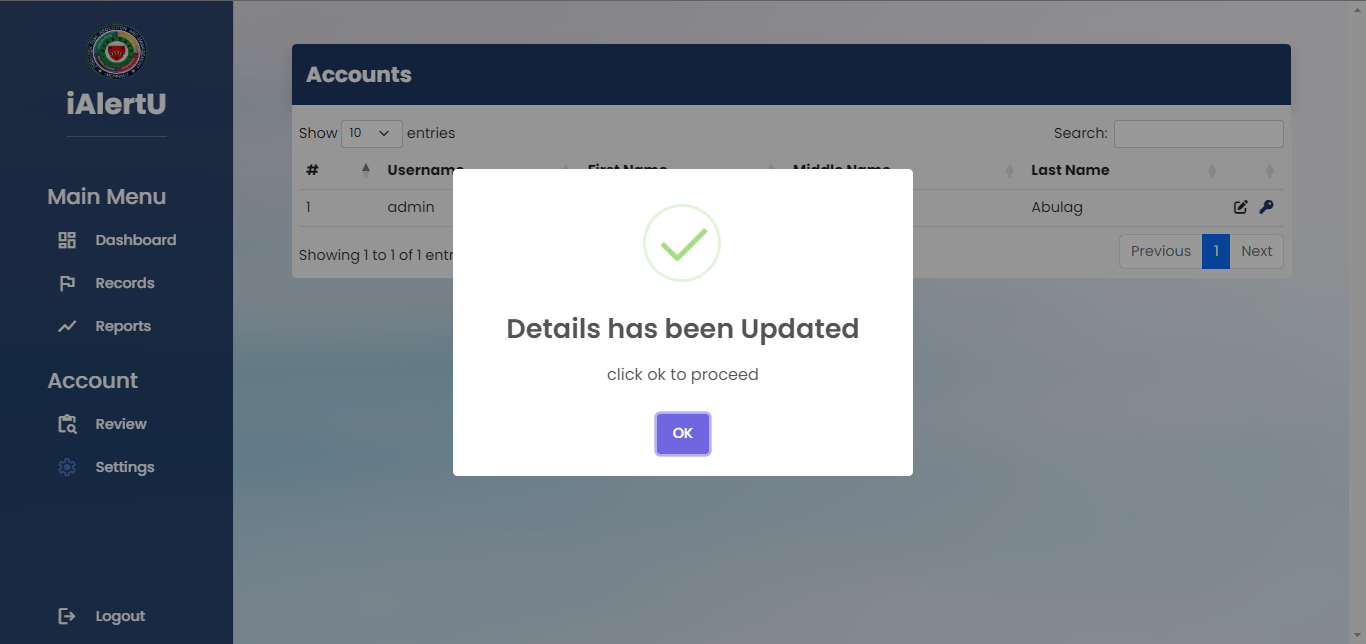 iAlertU
Main Menu
Dashboard
Records
Reports
Account
Review
Settings
Logout
Accounts
Show 10 entries
Search:
# Username First Name Middle Name Last Name
1 admin Abulag
Showing 1 to 1 of 1 entr
Previous 1 Next
Details has been Updated
click ok to proceed
OK